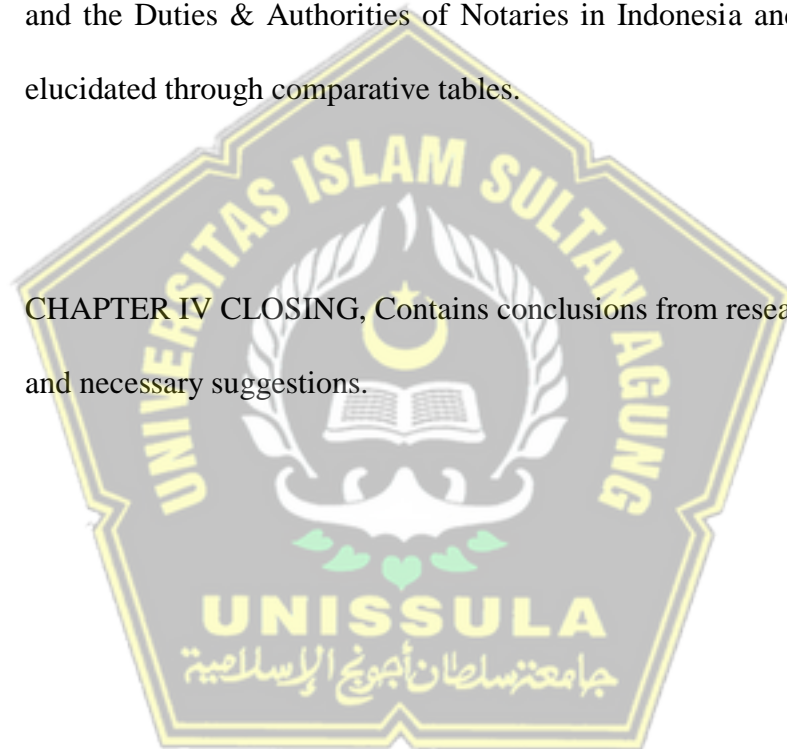 and the Duties & Authorities of Notaries in Indonesia and
elucidated through comparative tables.
UNIVERSITAS ISLAM SULTAN AGUNG
CHAPTER IV CLOSING, Contains conclusions from resea
and necessary suggestions.
UNISSULA
جامعة سلطان أجونج الإسلامية